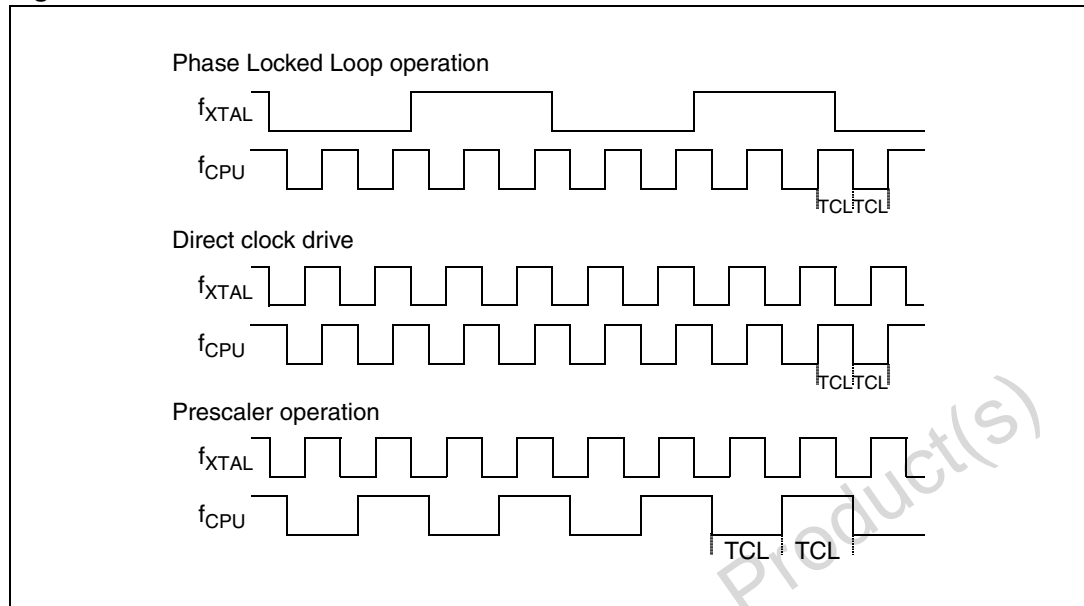 Phase Locked Loop operation
fXTAL
fCPU
TCL TCL
Direct clock drive
fXTAL
fCPU
TCL TCL
Prescaler operation
fXTAL
fCPU
TCL TCL
Product(s)